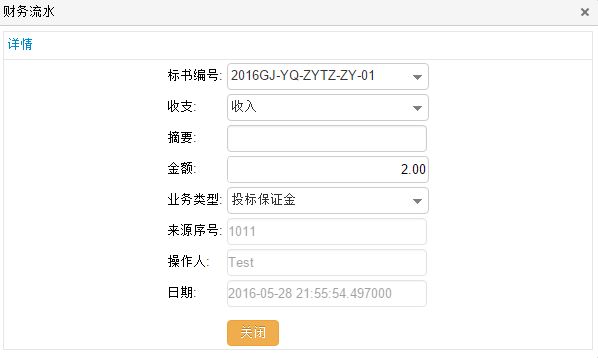 财务流水 ×
详情
标书编号: 2016GJ-YQ-ZYTZ-ZY-01
收支: 收入
摘要:
金额: 2.00
业务类型: 投标保证金
来源序号: 1011
操作人: Test
日期: 2016-05-28 21:55:54.497000
关闭